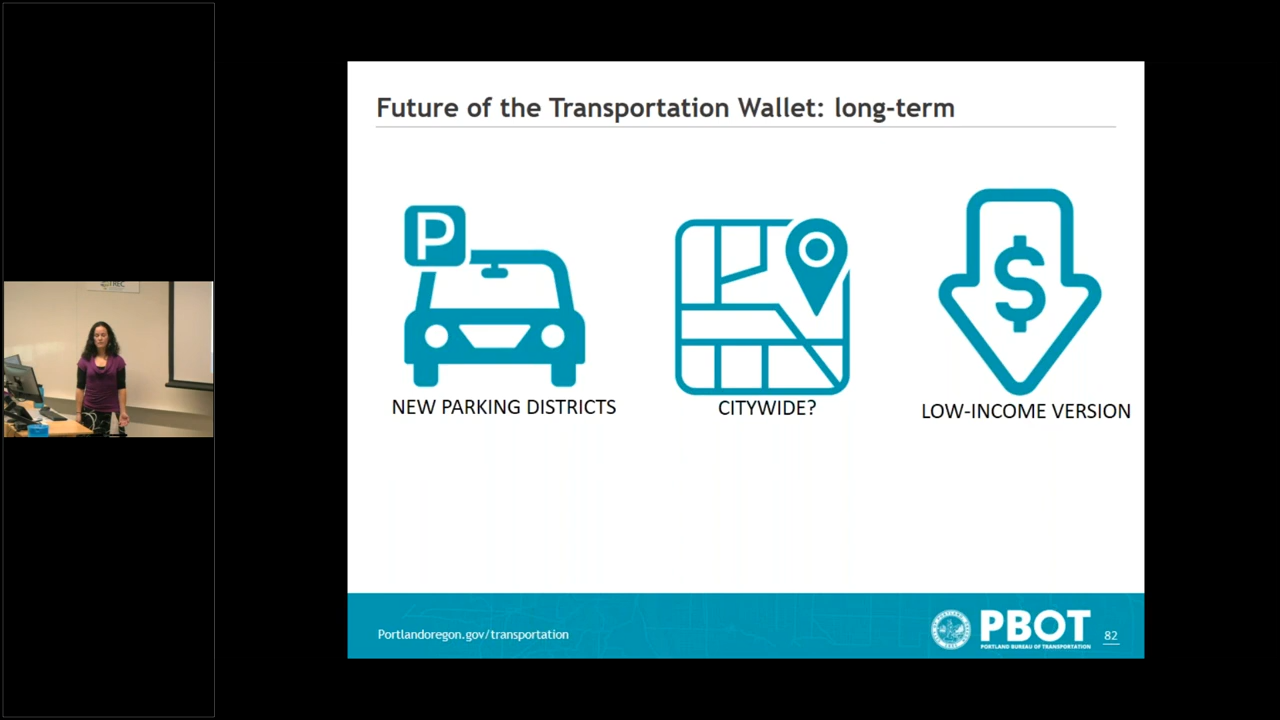 Future of the Transportation Wallet: long-term
P
$
NEW PARKING DISTRICTS
CITYWIDE?
LOW-INCOME VERSION
TREC
Portlandoregon.gov/transportation
PBOT
PORTLAND BUREAU OF TRANSPORTATION
82